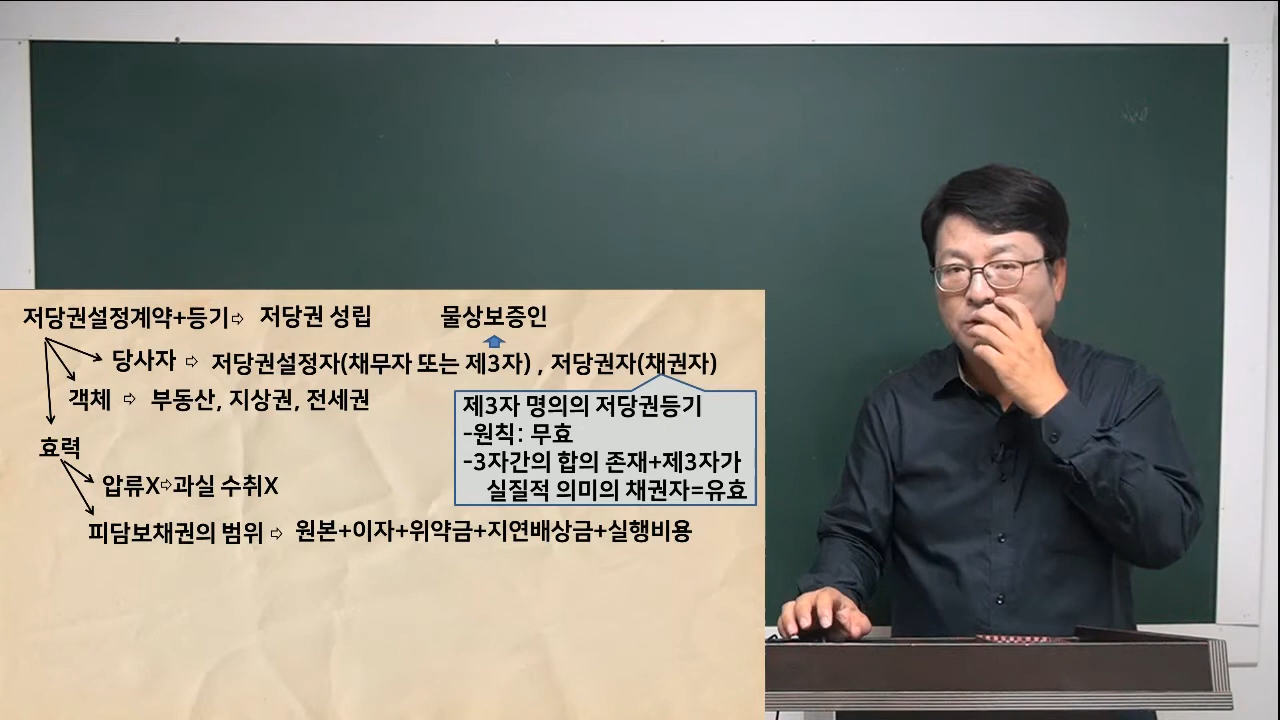 저당권설정계약+등기⇨ 저당권 성립 물상보증인
당사자 ⇨ 저당권설정자(채무자 또는 제3자) , 저당권자(채권자)
객체 ⇨ 부동산, 지상권, 전세권
제3자 명의의 저당권등기
-원칙: 무효
-3자간의 합의 존재+제3자가
실질적 의미의 채권자=유효
효력
압류X⇨과실 수취X
피담보채권의 범위 ⇨ 원본+이자+위약금+지연배상금+실행비용